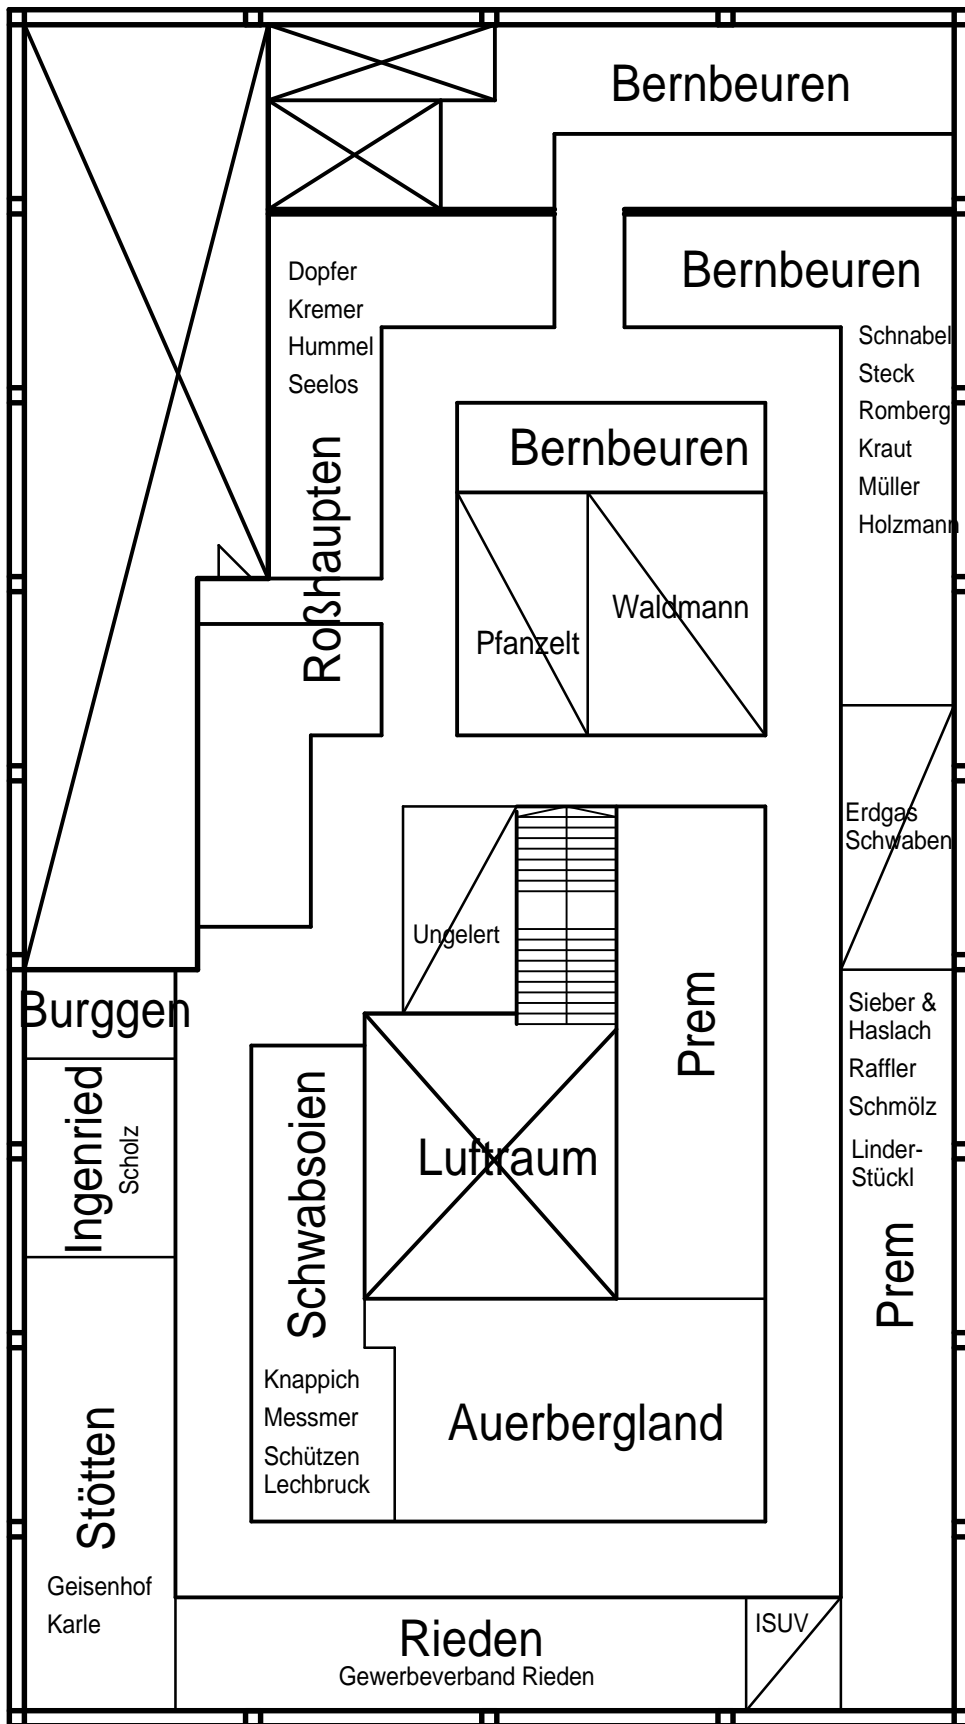 Bernbeuren
Bernbeuren
Dopfer
Kremer
Hummel
Seelos
Roßhaupten
Schnabel
Steck
Romberg
Kraut
Müller
Holzmann
Bernbeuren
Pfanzelt
Waldmann
Erdgas
Schwaben
Ungelert
Prem
Burggen
Ingenried
Scholz
Schwabsoien
Luftraum
Sieber &
Haslach
Raffler
Schmölz
Linder-
Stückl
Prem
Knappich
Messmer
Schützen
Lechbruck
Auerbergland
Stötten
Geisenhof
Karle
Rieden
Gewerbeverband Rieden
ISUV